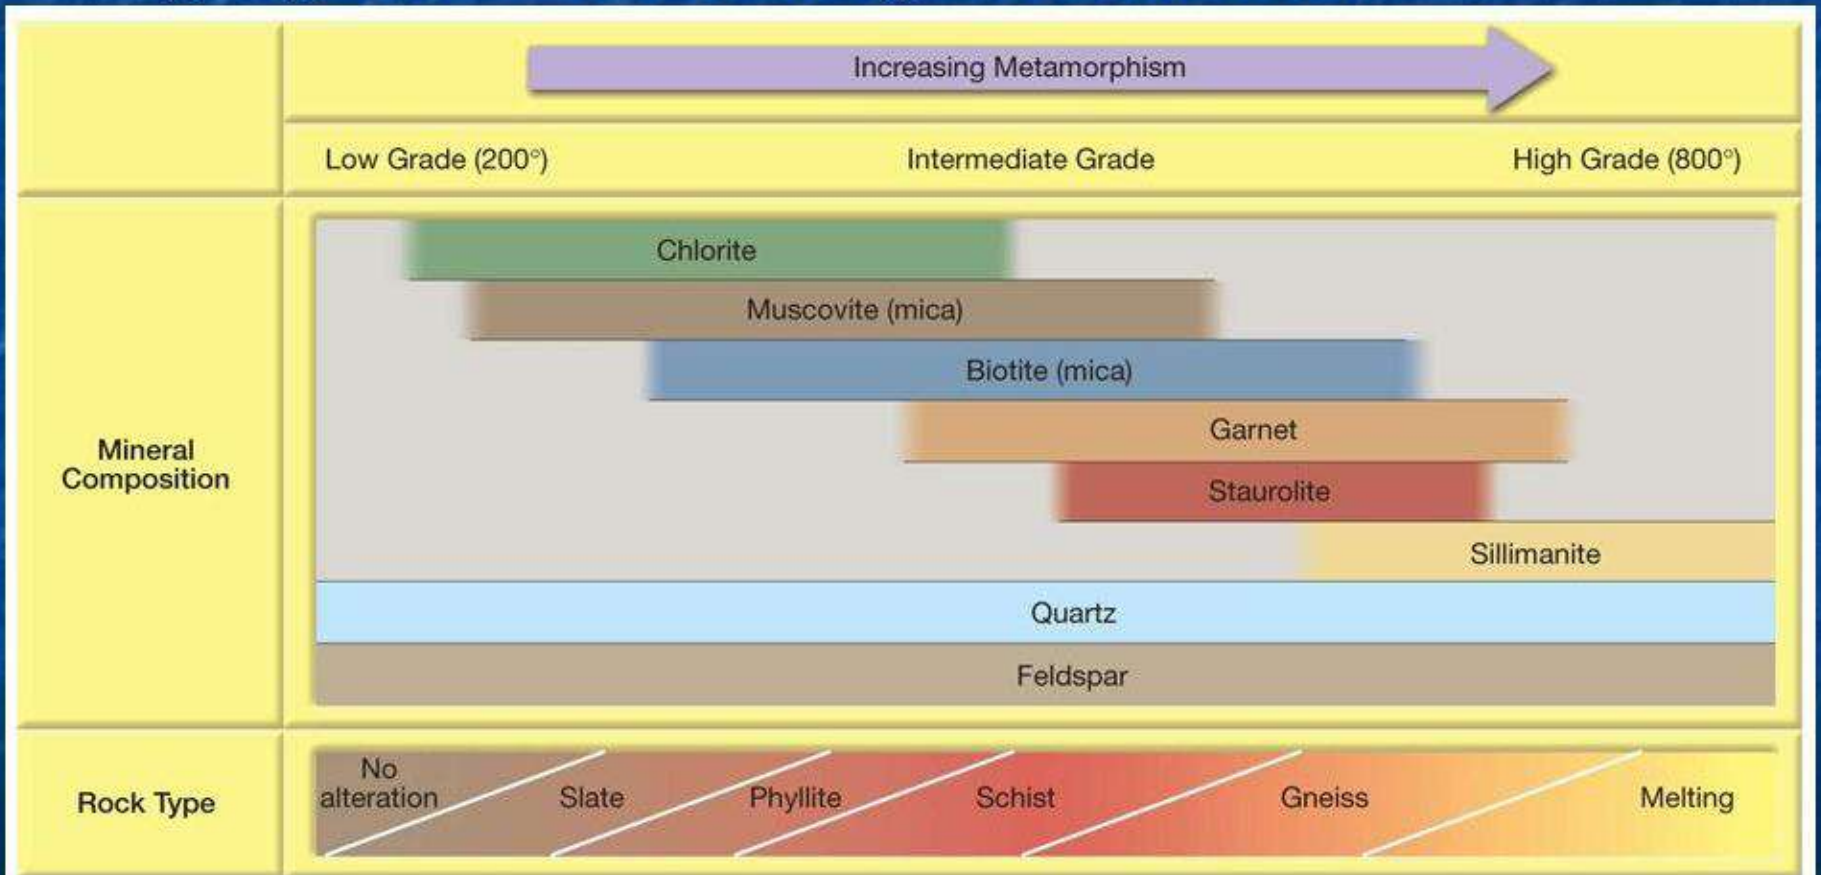 Increasing Metamorphism
Low Grade (200°)
Intermediate Grade
High Grade (800°)
Mineral
Composition
Chlorite
Muscovite (mica)
Biotite (mica)
Garnet
Staurolite
Sillimanite
Quartz
Feldspar
Rock Type
No
alteration
Slate
Phyllite
Schist
Gneiss
Melting